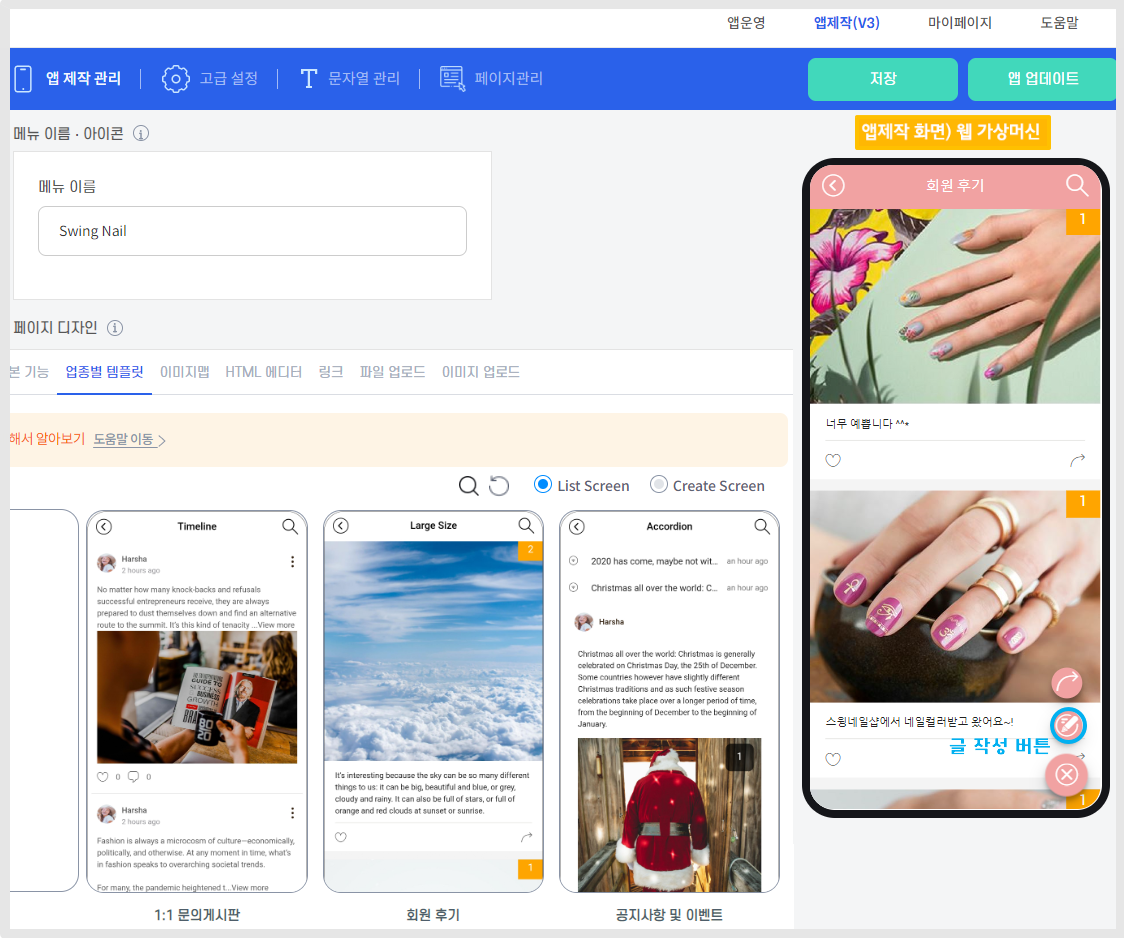 앱운영 앱제작(V3) 마이페이지 도움말
앱 제작 관리 고급 설정 문자열 관리 페이지관리 저장 앱 업데이트
메뉴 이름 · 아이콘
메뉴 이름
Swing Nail
페이지 디자인
본 기능 업종별 템플릿 이미지맵 HTML 에디터 링크 파일 업로드 이미지 업로드
해서 알아보기 도움말 이동 >
List Screen Create Screen
Timeline
Harsha
2 hours ago
No matter how many knock-backs and refusals
successful entrepreneurs receive, they are always
prepared to dust themselves down and find an alternative
route to the summit. It's this kind of tenacity ...View more
GUIDE TO
SUCCESS
BUSINESS
GROWTH
BRA
80
20
0 0
Harsha
2 hours ago
Fashion is always a microcosm of culture—economically,
politically, and otherwise. At any moment in time, what's
in fashion speaks to overarching societal trends.
For many, the pandemic heightened t...View more
1:1 문의게시판
Large Size
2
It's interesting because the sky can be so many different
things to us: it can be big, beautiful and blue, or grey,
cloudy and rainy. It can also be full of stars, or full of
orange and red clouds at sunset or sunrise.
1
회원 후기
Accordion
2020 has come, maybe not wit... an hour ago
Christmas all over the world: C... an hour ago
Harsha
Christmas all over the world: Christmas is generally
celebrated on Christmas Day, the 25th of December.
Some countries however have slightly different
Christmas traditions and as such festive season
celebrations take place over a longer period of time,
from the beginning of December to the beginning of
January.
1
공지사항 및 이벤트
앱제작 화면) 웹 가상머신
회원 후기
1
너무 예쁩니다 ^^♥
1
스윙네일샵에서 네일컬러받고 왔어요~!
글 작성 버튼
1